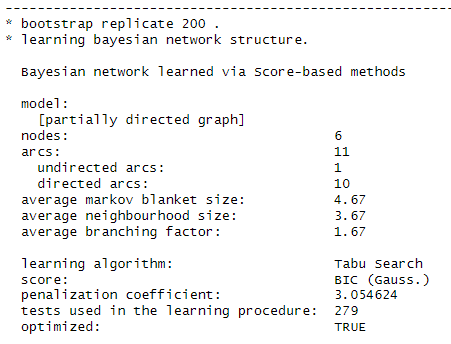 --------------------------------------------------------------
* bootstrap replicate 200 .
* learning bayesian network structure.
Bayesian network learned via Score-based methods
model:
[partially directed graph]
nodes: 6
arcs: 11
undirected arcs: 1
directed arcs: 10
average markov blanket size: 4.67
average neighbourhood size: 3.67
average branching factor: 1.67
learning algorithm: Tabu Search
score: BIC (Gauss.)
penalization coefficient: 3.054624
tests used in the learning procedure: 279
optimized: TRUE